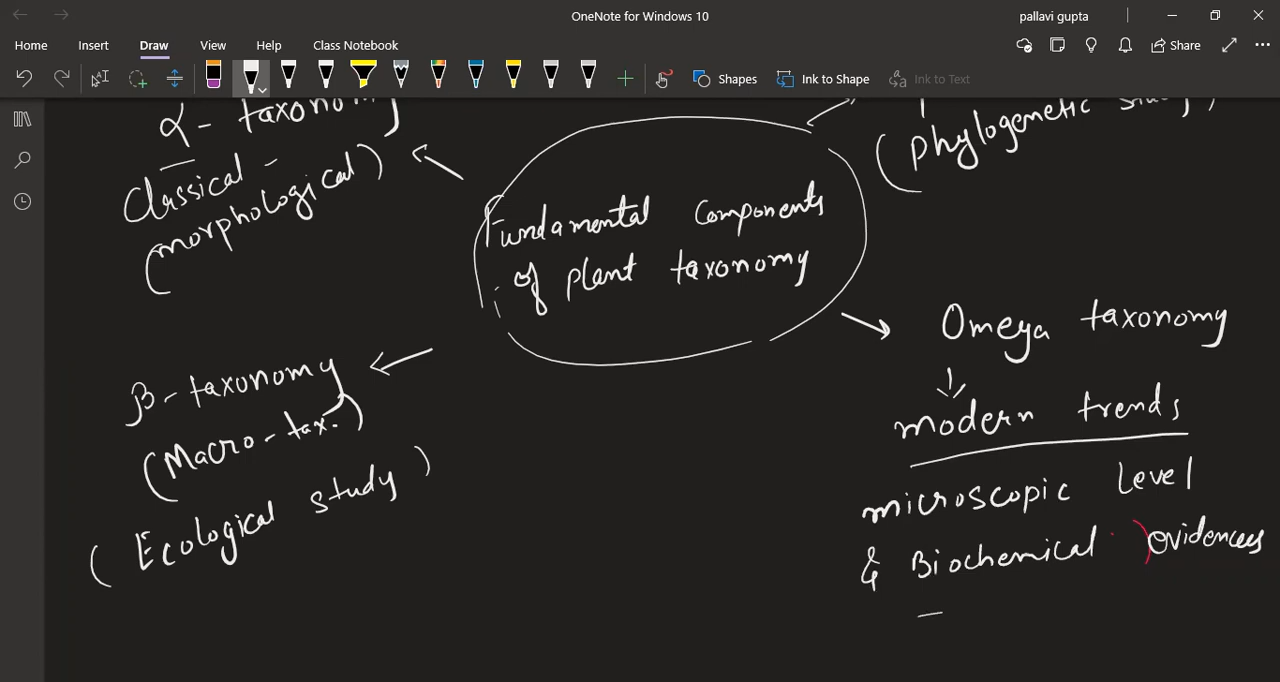 OneNote for Windows 10
pallavi gupta
Home Insert Draw View Help Class Notebook
Share
Shapes
Ink to Shape
Ink to Text
α - taxonomy
Classical -
(morphological)
(Phylogenetic study)
Fundamental Components
of plant taxonomy
β - taxonomy
(Macro - tax.)
( Ecological study )
Omega taxonomy
modern trends
microscopic level
& Biochemical ) evidences